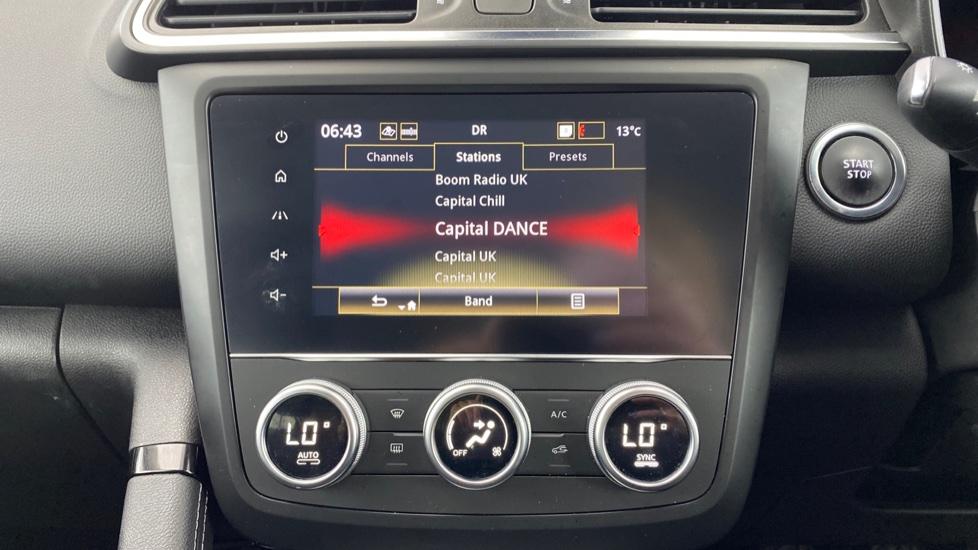 06:43 DR 13°C
Channels Stations Presets
Boom Radio UK
Capital Chill
Capital DANCE
Capital UK
Capital UK
Band
START
STOP
LO°
AUTO
OFF
A/C
LO°
SYNC